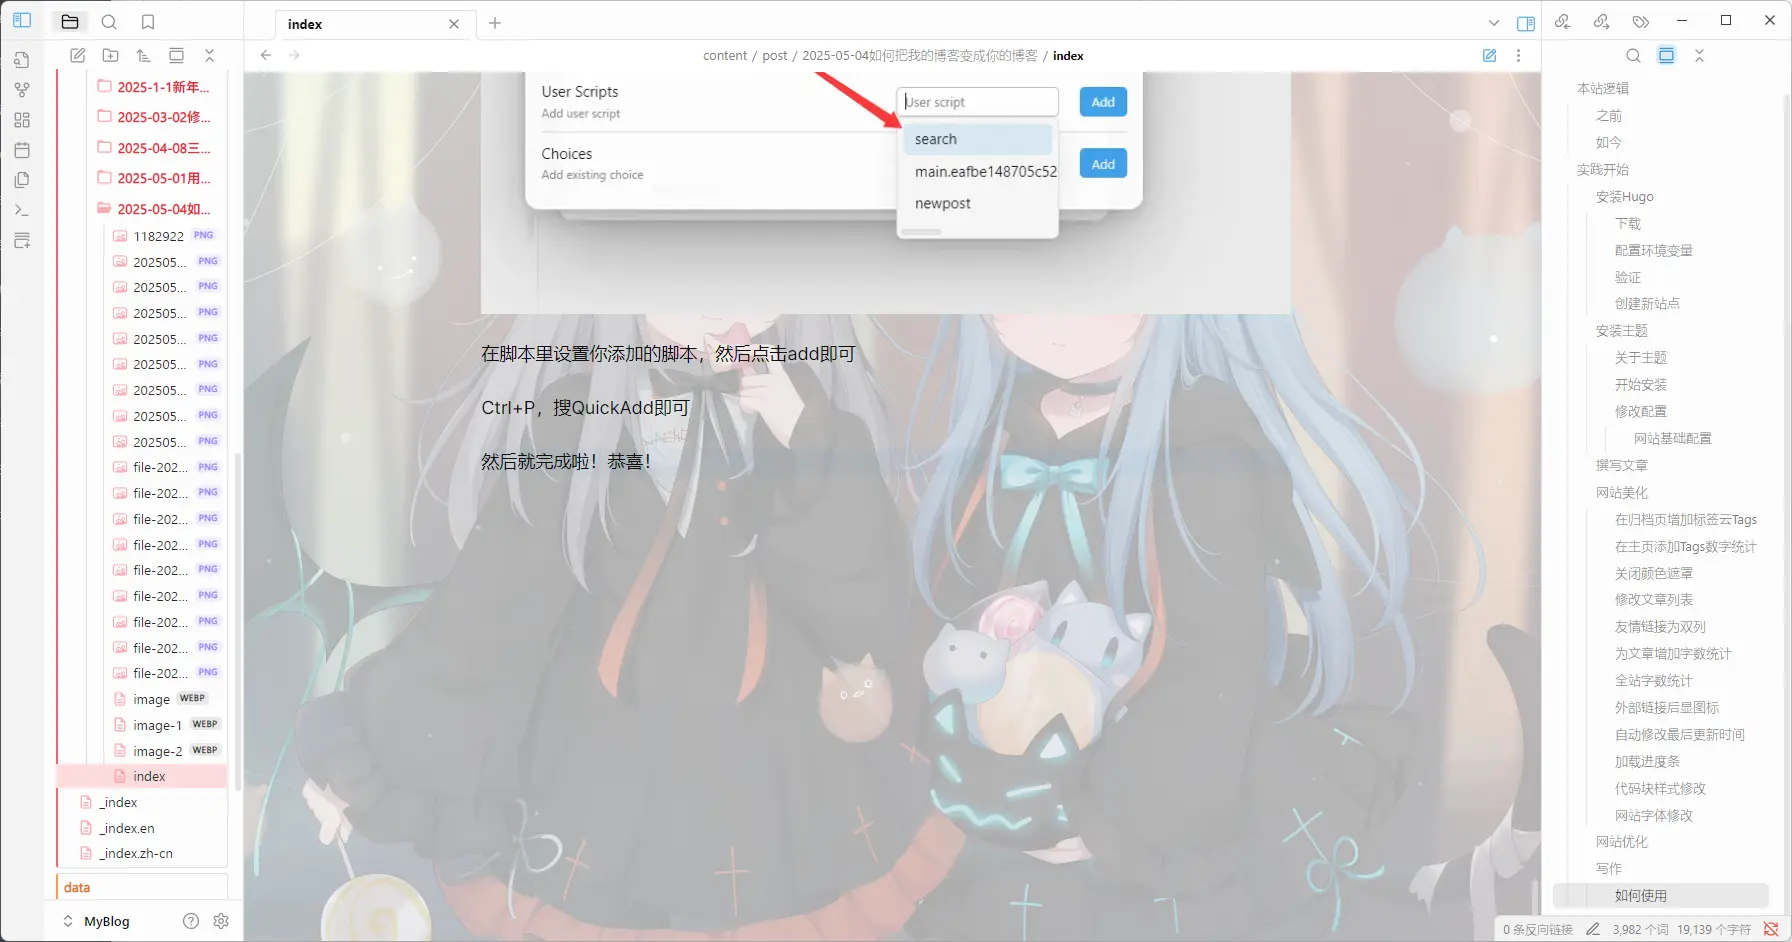 index
content / post / 2025-05-04如何把我的博客变成你的博客 / index
2025-1-1新年...
2025-03-02修...
2025-04-08三...
2025-05-01用...
2025-05-04如...
1182922 PNG
202505... PNG
202505... PNG
202505... PNG
202505... PNG
202505... PNG
202505... PNG
202505... PNG
202505... PNG
file-202... PNG
file-202... PNG
file-202... PNG
file-202... PNG
file-202... PNG
file-202... PNG
file-202... PNG
file-202... PNG
file-202... PNG
image WEBP
image-1 WEBP
image-2 WEBP
index
_index
_index.en
_index.zh-cn
data
MyBlog
User Scripts
Add user script
User script
Add
search
main.eafbe148705c52
newpost
Choices
Add existing choice
Add
在脚本里设置你添加的脚本，然后点击add即可
Ctrl+P，搜QuickAdd即可
然后就完成啦！恭喜！
本站逻辑
之前
如今
实践开始
安装Hugo
下载
配置环境变量
验证
创建新站点
安装主题
关于主题
开始安装
修改配置
网站基础配置
撰写文章
网站美化
在归档页增加标签云Tags
在主页添加Tags数字统计
关闭颜色遮罩
修改文章列表
友情链接为双列
为文章增加字数统计
全站字数统计
外部链接后显图标
自动修改最后更新时间
加载进度条
代码块样式修改
网站字体修改
网站优化
写作
如何使用
0 条反向链接 3,982 个词 19,139 个字符